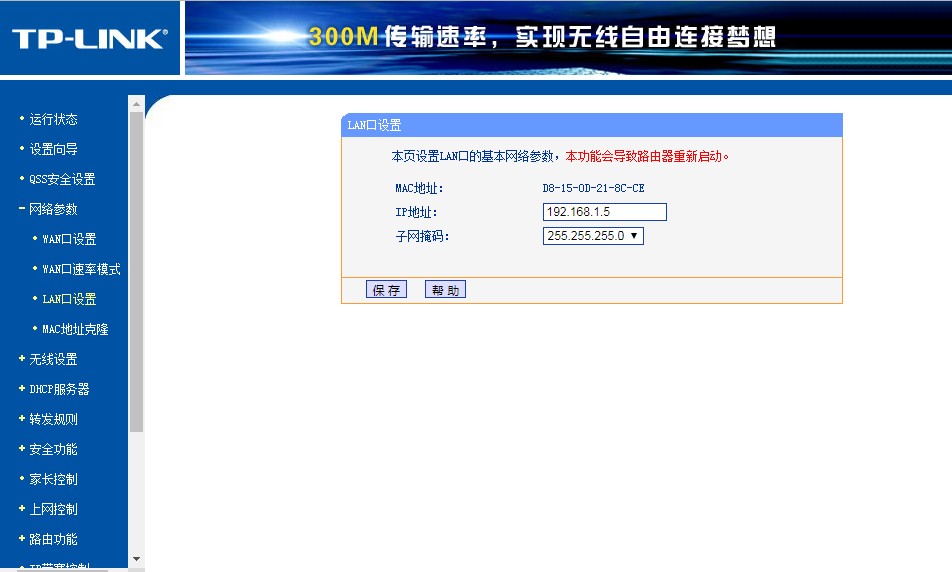 TP-LINK®
300M传输速率，实现无线自由连接梦想
运行状态
设置向导
QSS安全设置
网络参数
WAN口设置
WAN口速率模式
LAN口设置
MAC地址克隆
无线设置
DHCP服务器
转发规则
安全功能
家长控制
上网控制
路由功能
IP带宽控制
LAN口设置
本页设置LAN口的基本网络参数，本功能会导致路由器重新启动。
MAC地址： D8-15-0D-21-8C-CE
IP地址： 192.168.1.5
子网掩码： 255.255.255.0
保存 帮助